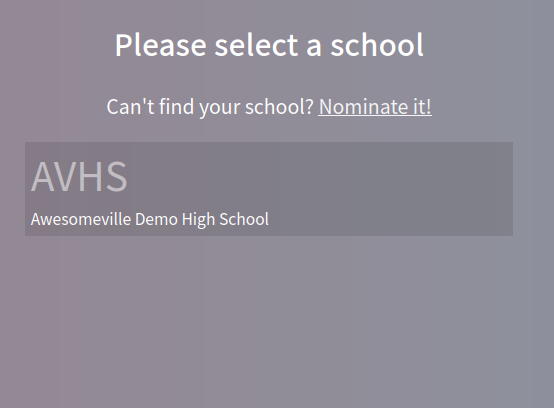 Please select a school
Can't find your school? Nominate it!
AVHS
Awesomeville Demo High School